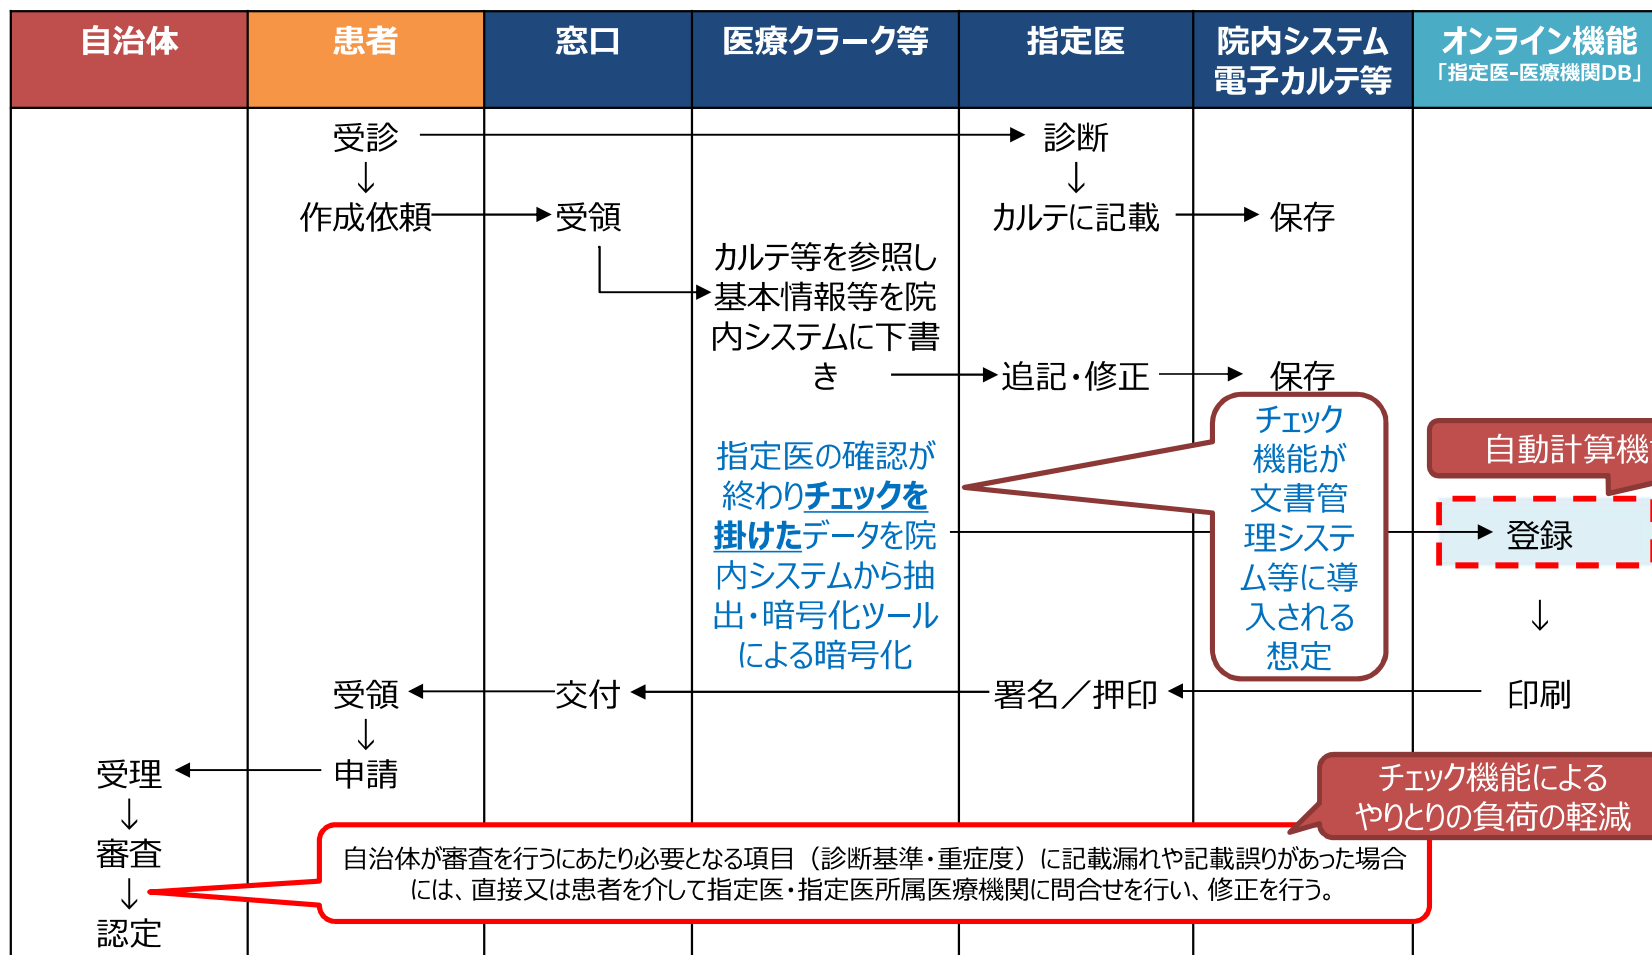 自治体
患者
窓口
医療クラーク等
指定医
院内システム
電子カルテ等
オンライン機能
「指定医-医療機関DB」
受診
診断
↓
↓
作成依頼
受領
カルテに記載
保存
カルテ等を参照し
基本情報等を院
内システムに下書
き
追記・修正
保存
指定医の確認が
終わりチェックを
掛けたデータを院
内システムから抽
出・暗号化ツール
による暗号化
チェック
機能が
文書管
理システ
ム等に導
入される
想定
自動計算機
登録
↓
受領
交付
署名／押印
印刷
↓
受理
申請
↓
審査
↓
認定
チェック機能による
やりとりの負荷の軽減
自治体が審査を行うにあたり必要となる項目（診断基準・重症度）に記載漏れや記載誤りがあった場合
には、直接又は患者を介して指定医・指定医所属医療機関に問合せを行い、修正を行う。